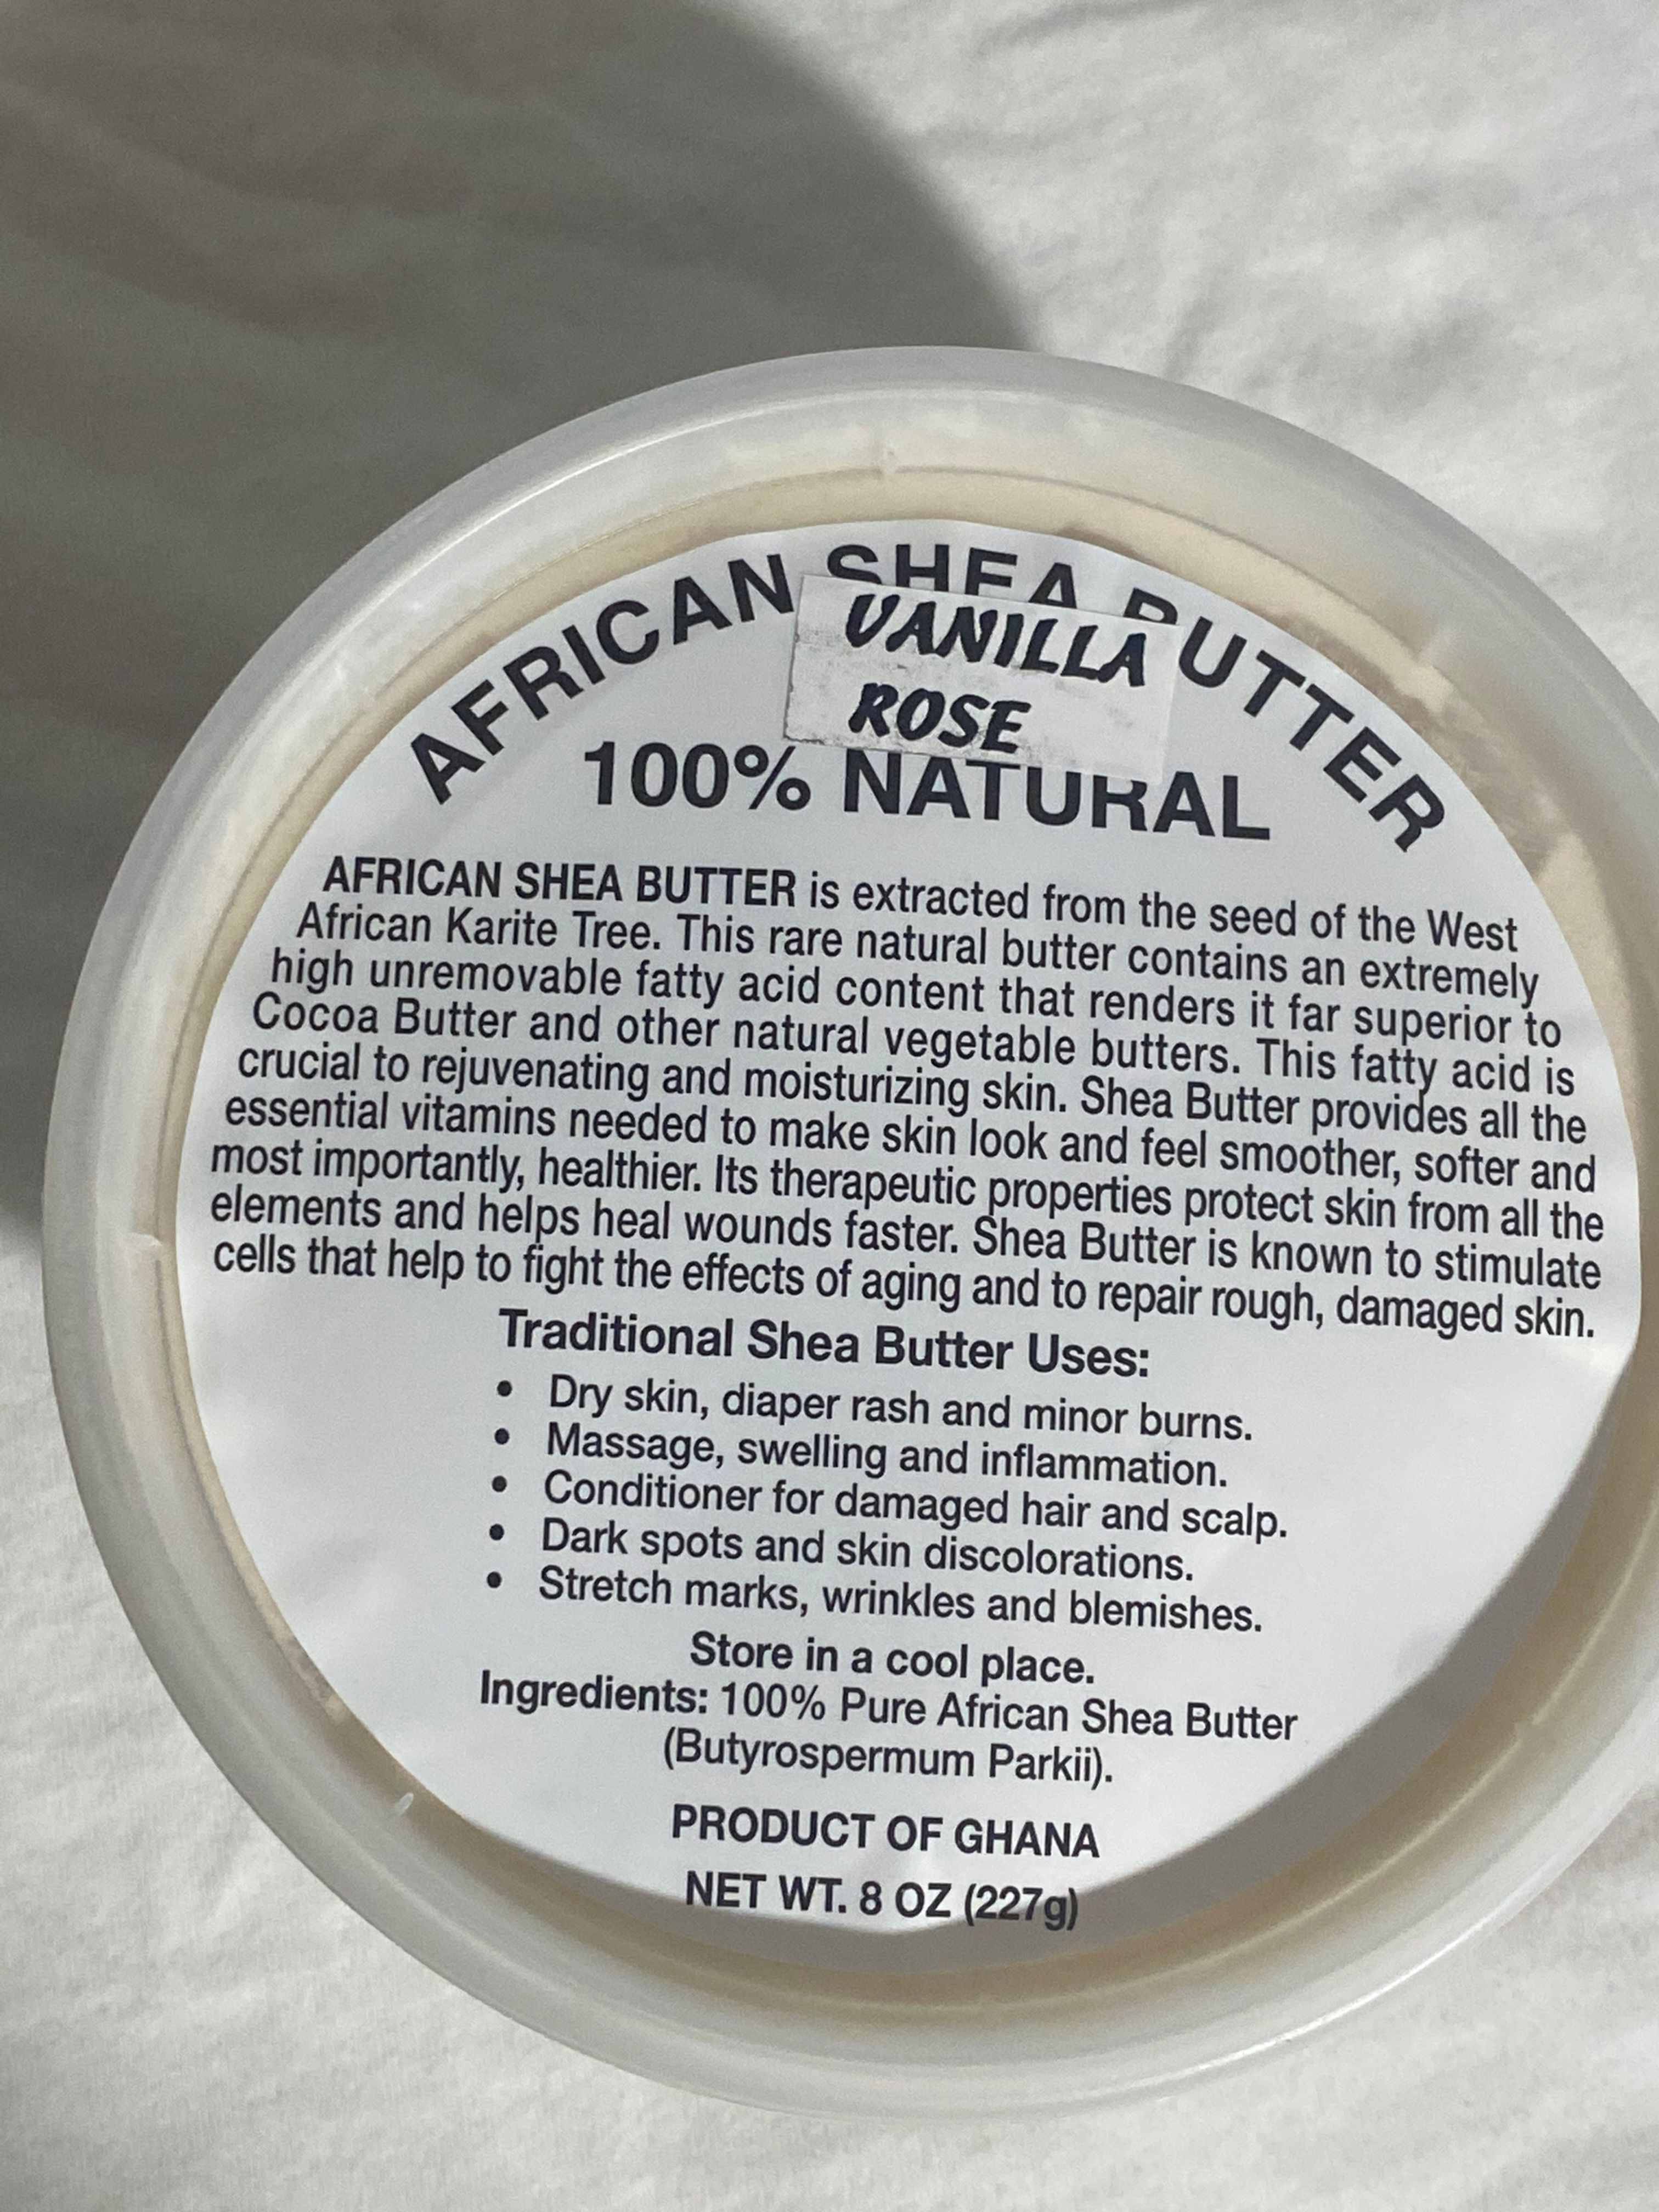 AFRICAN SHEA BUTTER
VANILLA
ROSE
100% NATURAL
AFRICAN SHEA BUTTER is extracted from the seed of the West
African Karite Tree. This rare natural butter contains an extremely
high unremovable fatty acid content that renders it far superior to
Cocoa Butter and other natural vegetable butters. This fatty acid is
crucial to rejuvenating and moisturizing skin. Shea Butter provides all the
essential vitamins needed to make skin look and feel smoother, softer and
most importantly, healthier. Its therapeutic properties protect skin from all the
elements and helps heal wounds faster. Shea Butter is known to stimulate
cells that help to fight the effects of aging and to repair rough, damaged skin.
Traditional Shea Butter Uses:
• Dry skin, diaper rash and minor burns.
• Massage, swelling and inflammation.
• Conditioner for damaged hair and scalp.
• Dark spots and skin discolorations.
• Stretch marks, wrinkles and blemishes.
Store in a cool place.
Ingredients: 100% Pure African Shea Butter
(Butyrospermum Parkii).
PRODUCT OF GHANA
NET WT. 8 OZ (227g)